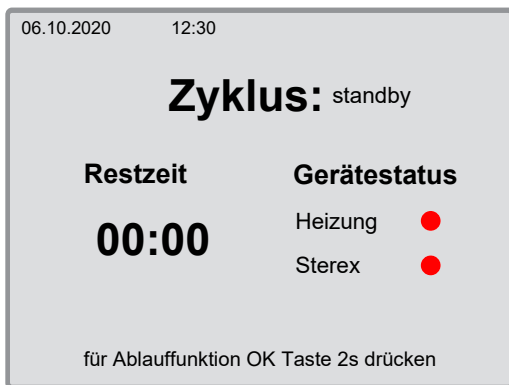 06.10.2020 12:30
Zyklus: standby
Restzeit Gerätestatus
00:00
Heizung
Sterex
für Ablauffunktion OK Taste 2s drücken